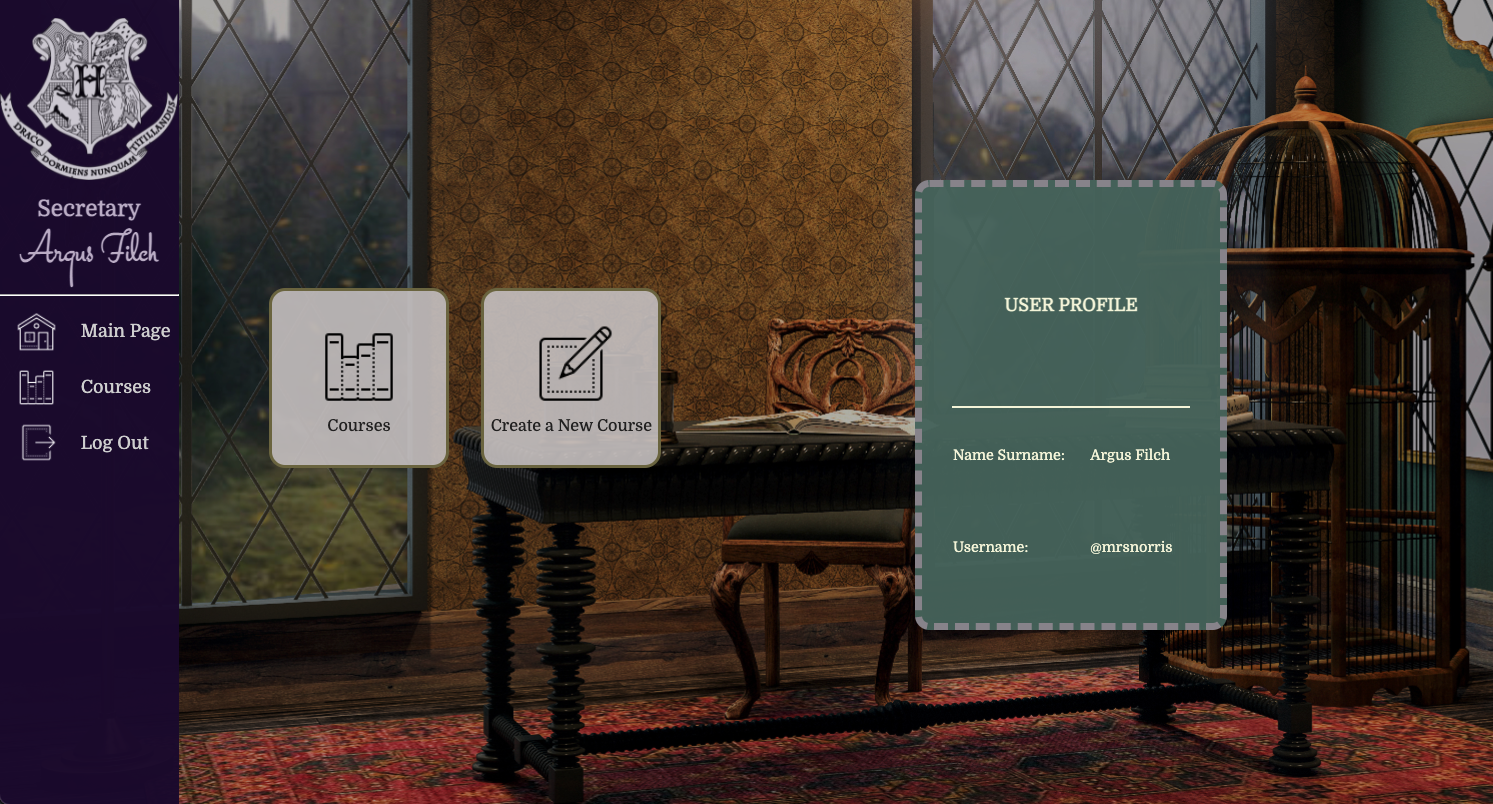 H
DRACO DORMIENS NUNQUAM TITILLANDUS
Secretary
Argus Filch
Main Page
Courses
Log Out
Courses
Create a New Course
USER PROFILE
Name Surname: Argus Filch
Username: @mrsnorris